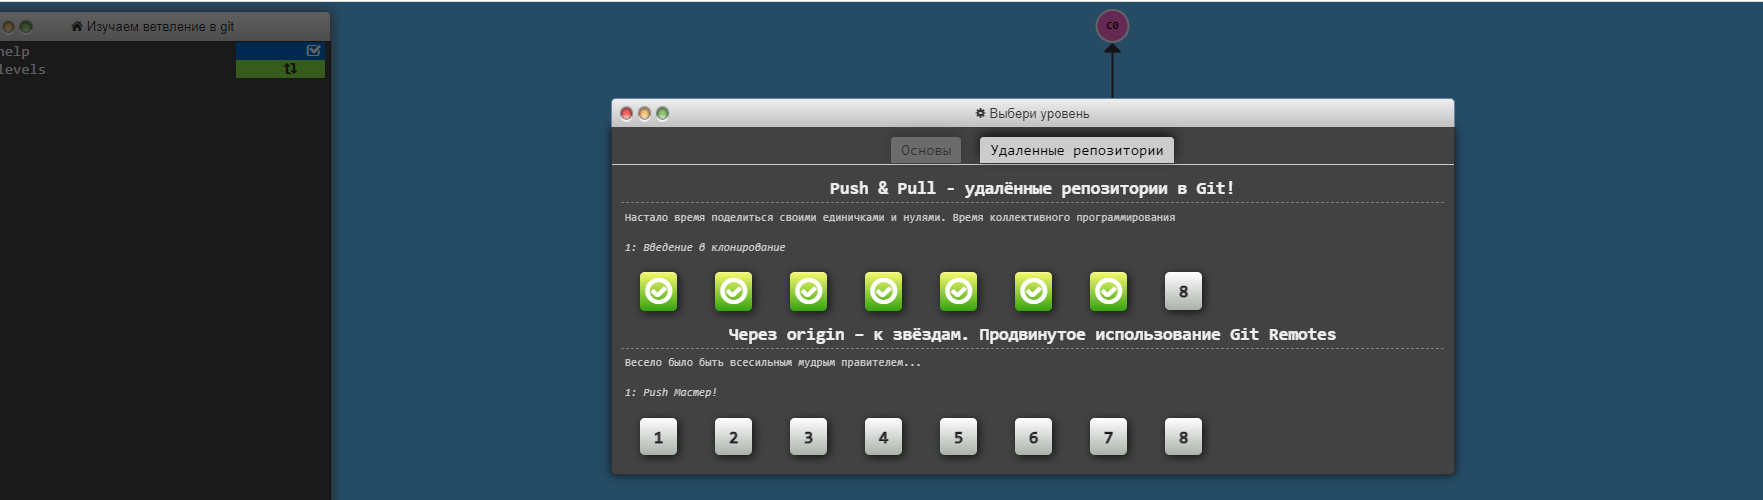 Изучаем ветвление в git
help
levels
c0
Выбери уровень
Основы
Удаленные репозитории
Push & Pull - удалённые репозитории в Git!
Настало время поделиться своими единичками и нулями. Время коллективного программирования
1: Введение в клонирование
8
Через origin – к звёздам. Продвинутое использование Git Remotes
Весело было быть всесильным мудрым правителем...
1: Push Мастер!
1 2 3 4 5 6 7 8